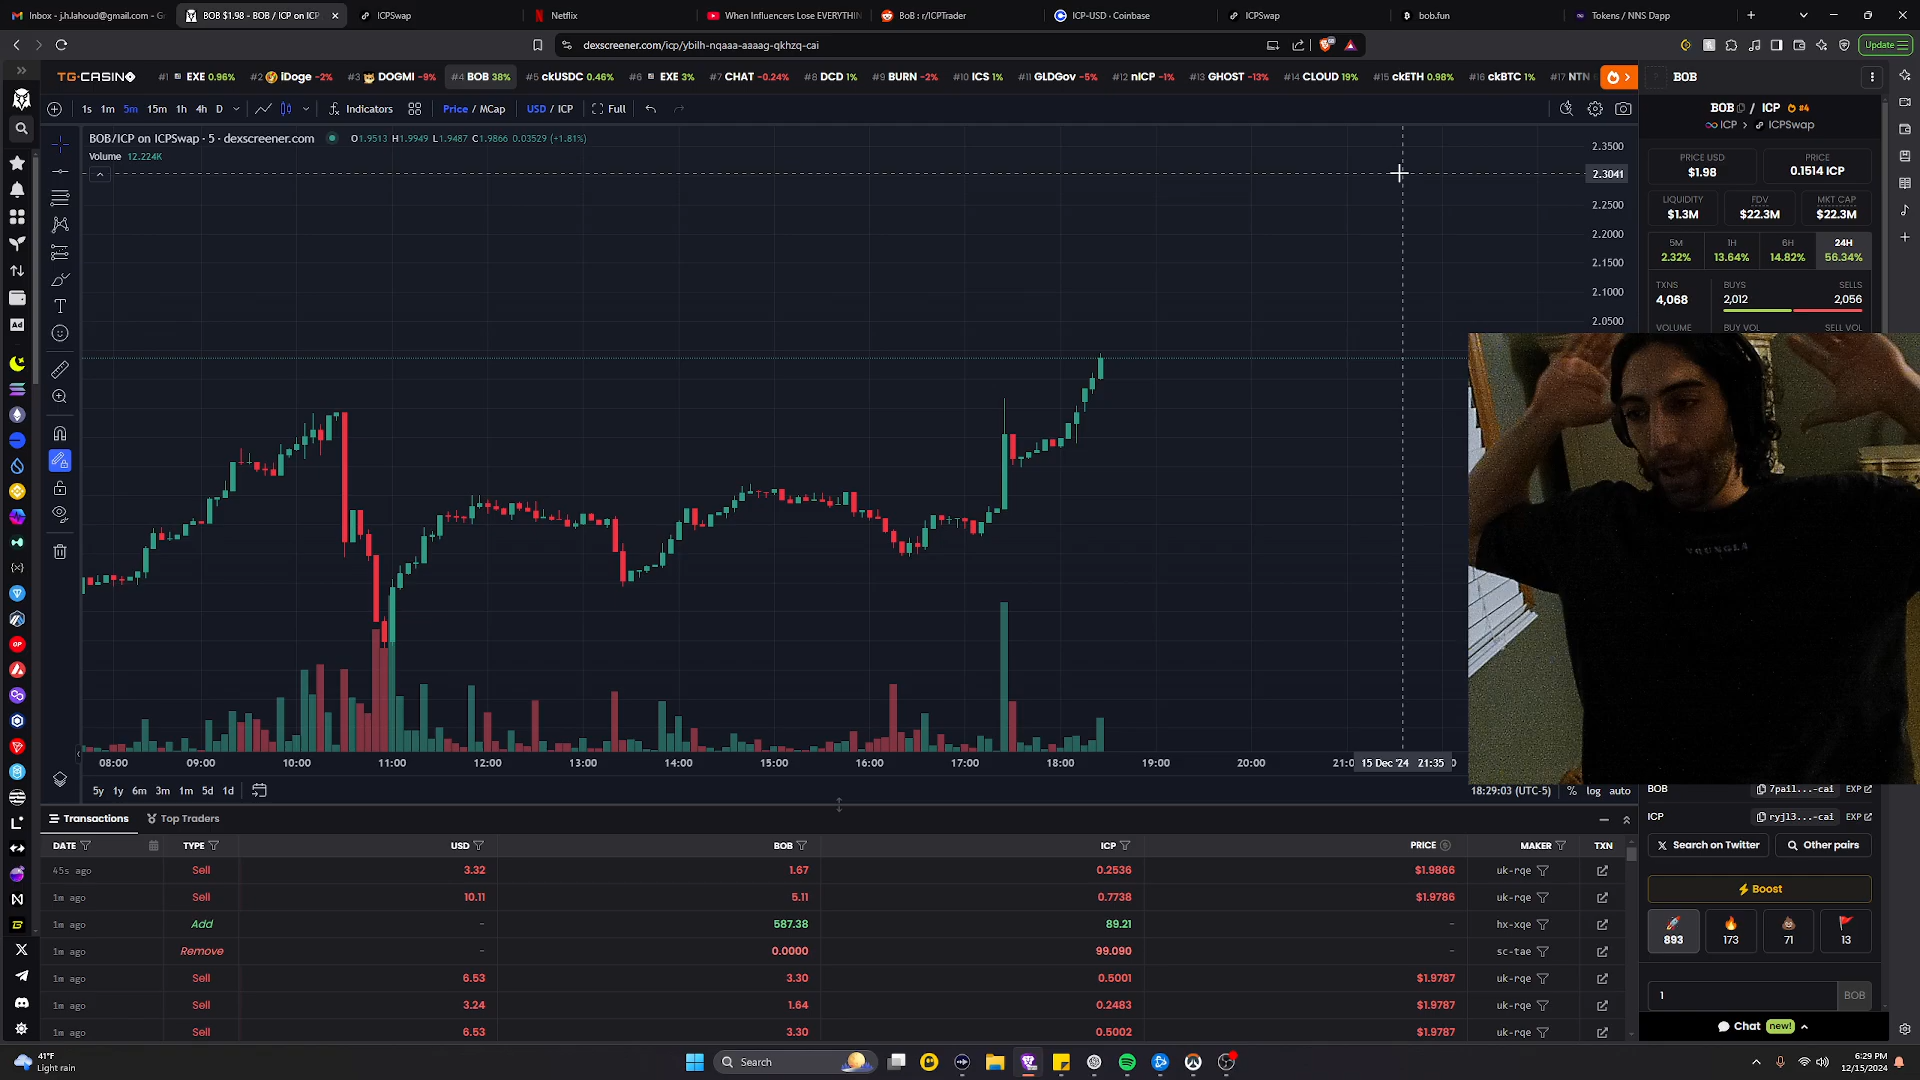 Inbox - j.h.lahoud@gmail.com - G
BOB $1.98 - BOB / ICP on ICP
ICPSwap
Netflix
When Influencers Lose EVERYTHIN
BoB : r/ICPTrader
ICP-USD - Coinbase
ICPSwap
bob.fun
Tokens / NNS Dapp
dexscreener.com/icp/ybilh-nqaaa-aaaag-qkhzq-cai
Update
TG.CASINO
#1 EXE 0.96%
#2 iDoge -2%
#3 DOGMI -9%
#4 BOB 38%
#5 ckUSDC 0.46%
#6 EXE 3%
#7 CHAT -0.24%
#8 DCD 1%
#9 BURN -2%
#10 ICS 1%
#11 GLDGov -5%
#12 nICP -1%
#13 GHOST -13%
#14 CLOUD 19%
#15 ckETH 0.98%
#16 ckBTC 1%
#17 NTN
BOB
1s 1m 5m 15m 1h 4h D
Indicators
Price / MCap
USD / ICP
Full
BOB / ICP #4
ICP > ICPSwap
BOB/ICP on ICPSwap · 5 · dexscreener.com
O1.9513 H1.9949 L1.9487 C1.9866 0.03529 (+1.81%)
Volume 12.224K
2.3500
2.3041
2.2500
2.2000
2.1500
2.1000
2.0500
PRICE USD
$1.98
PRICE
0.1514 ICP
LIQUIDITY
$1.3M
FDV
$22.3M
MKT CAP
$22.3M
5M
2.32%
1H
13.64%
6H
14.82%
24H
56.34%
TXNS
4,068
BUYS
2,012
SELLS
2,056
VOLUME
BUY VOL
SELL VOL
08:00 09:00 10:00 11:00 12:00 13:00 14:00 15:00 16:00 17:00 18:00 19:00 20:00 21:0
15 Dec '24 21:35
5y 1y 6m 3m 1m 5d 1d
18:29:03 (UTC-5) % log auto
BOB 7pail...-cai EXP
ICP ryjl3...-cai EXP
Search on Twitter
Other pairs
Boost
893
173
71
13
1
BOB
Chat new!
Transactions
Top Traders
DATE TYPE USD BOB ICP PRICE MAKER TXN
45s ago Sell 3.32 1.67 0.2536 $1.9866 uk-rqe
1m ago Sell 10.11 5.11 0.7738 $1.9786 uk-rqe
1m ago Add - 587.38 89.21 - hx-xqe
1m ago Remove - 0.0000 99.090 - sc-tae
1m ago Sell 6.53 3.30 0.5001 $1.9787 uk-rqe
1m ago Sell 3.24 1.64 0.2483 $1.9787 uk-rqe
1m ago Sell 6.53 3.30 0.5002 $1.9787 uk-rqe
41°F
Light rain
Search
6:29 PM
12/15/2024